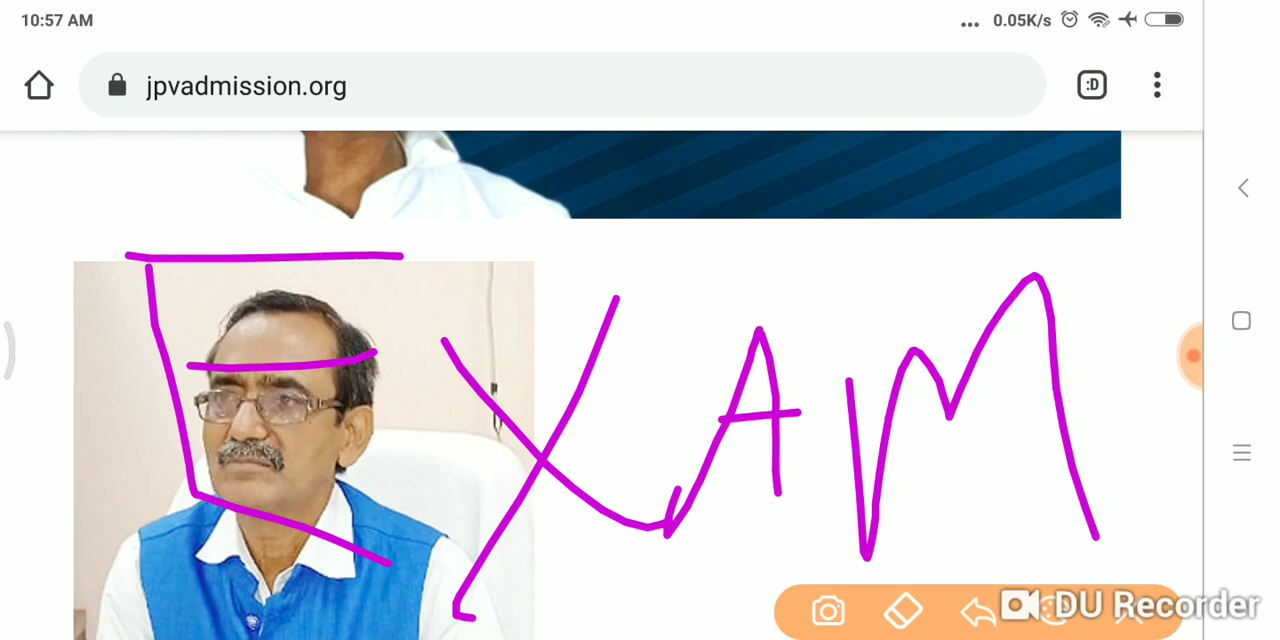 10:57 AM
0.05K/s
jpvadmission.org
:D
EXAM
DU Recorder